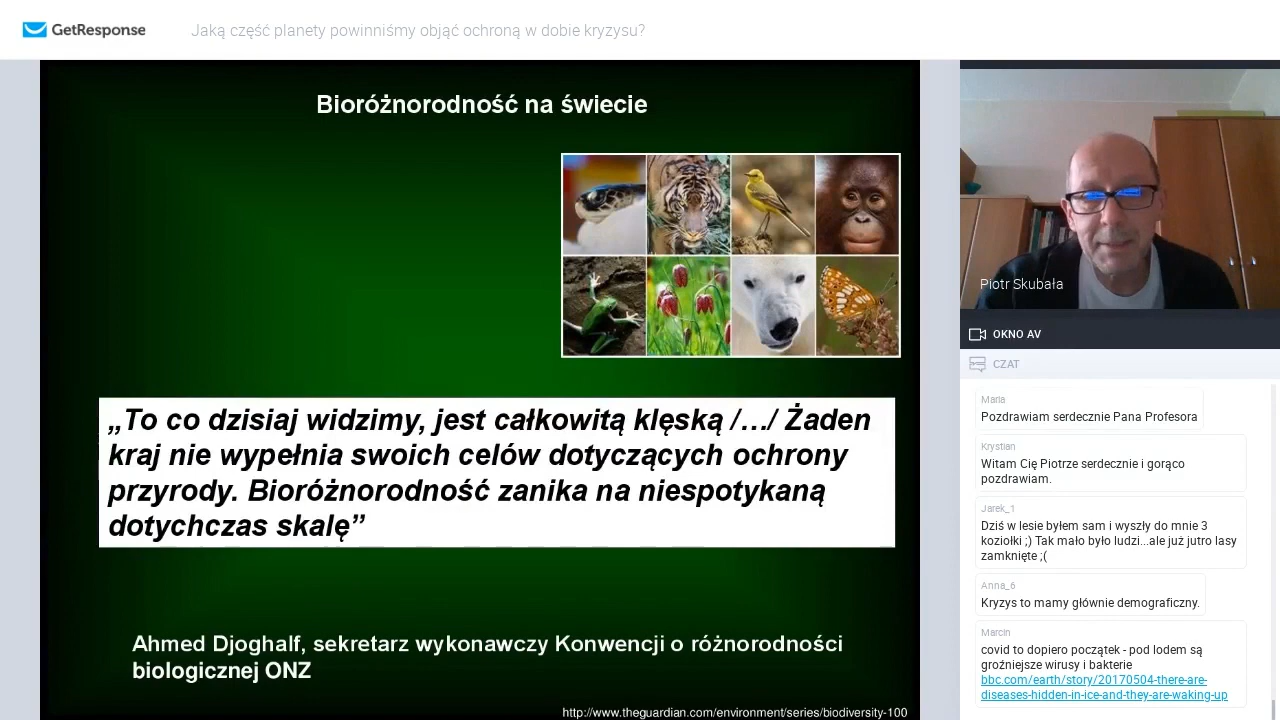 GetResponse
Jaką część planety powinniśmy objąć ochroną w dobie kryzysu?
Bioróżnorodność na świecie
„To co dzisiaj widzimy, jest całkowitą klęską /…/ Żaden
kraj nie wypełnia swoich celów dotyczących ochrony
przyrody. Bioróżnorodność zanika na niespotykaną
dotychczas skalę”
Ahmed Djoghalf, sekretarz wykonawczy Konwencji o różnorodności
biologicznej ONZ
http://www.theguardian.com/environment/series/biodiversity-100
Piotr Skubała
OKNO AV
CZAT
Maria
Pozdrawiam serdecznie Pana Profesora
Krystian
Witam Cię Piotrze serdecznie i gorąco
pozdrawiam.
Jarek_1
Dziś w lesie byłem sam i wyszły do mnie 3
koziołki ;) Tak mało było ludzi...ale już jutro lasy
zamknięte ;(
Anna_6
Kryzys to mamy głównie demograficzny.
Marcin
covid to dopiero początek - pod lodem są
groźniejsze wirusy i bakterie
bbc.com/earth/story/20170504-there-are-
diseases-hidden-in-ice-and-they-are-waking-up